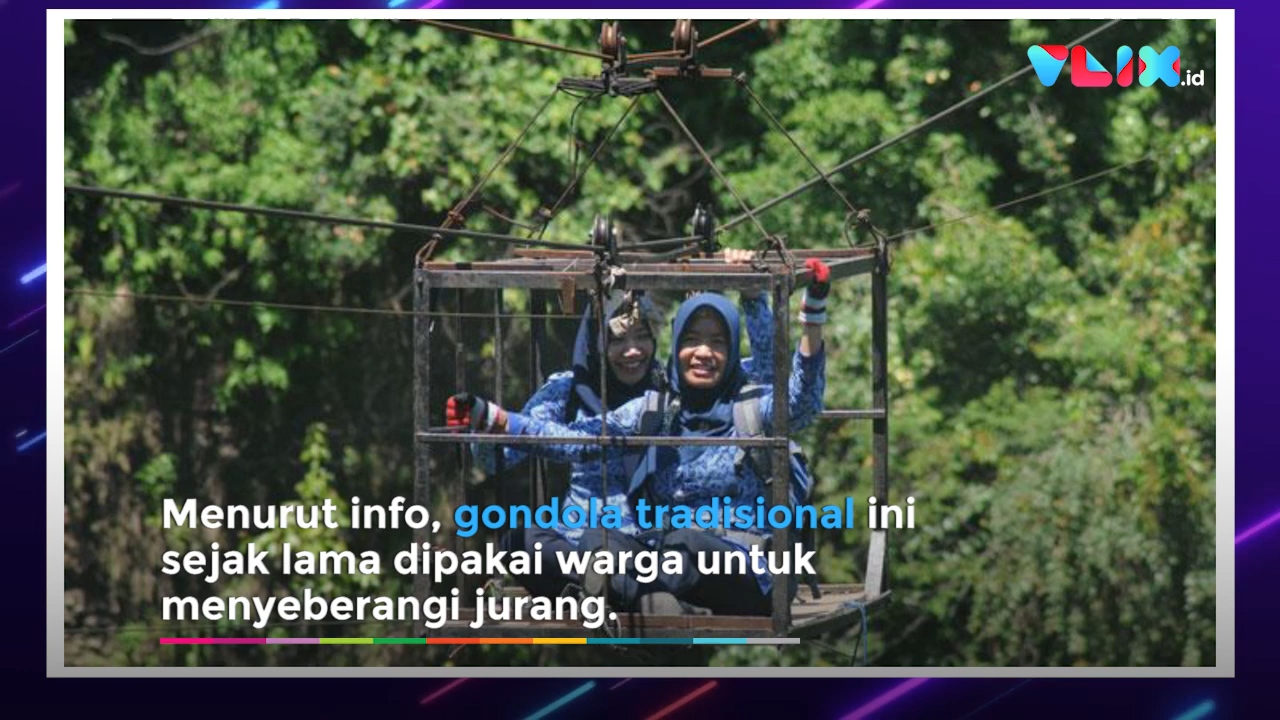 VLIX.id
Menurut info, gondola tradisional ini
sejak lama dipakai warga untuk
menyeberangi jurang.